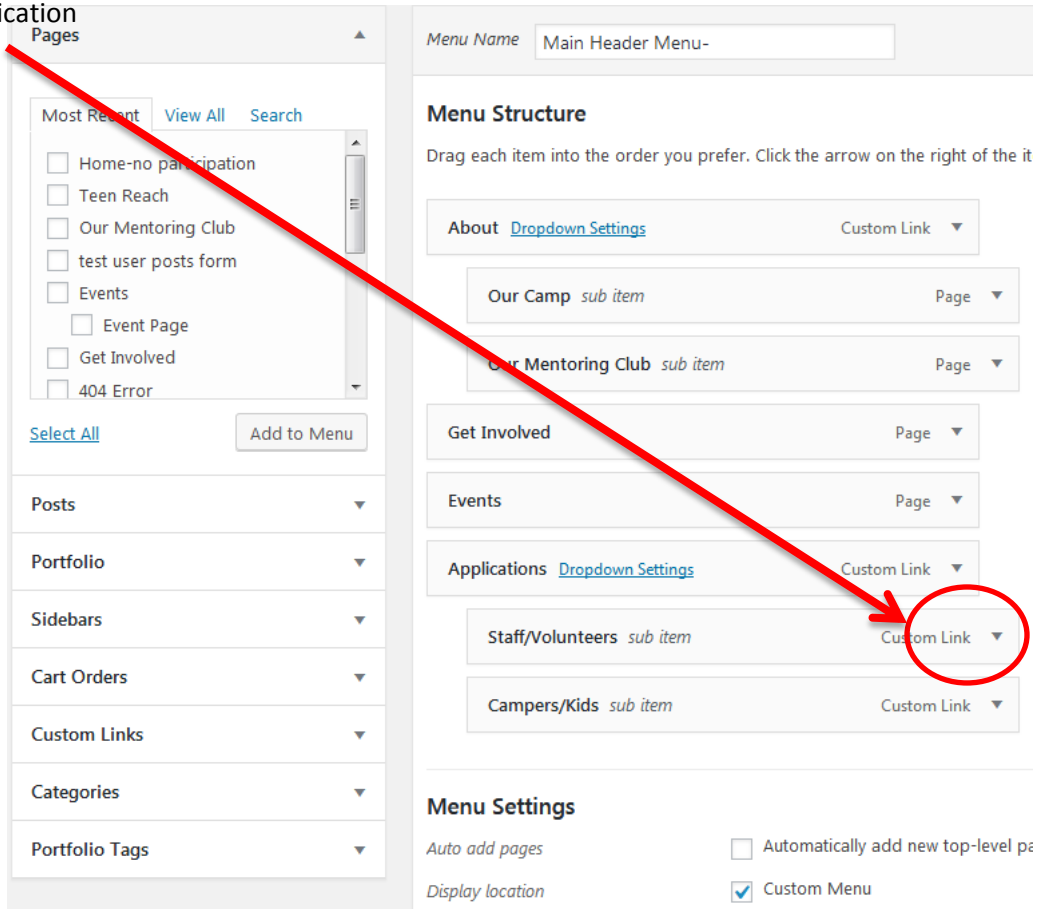 ication
Pages
Most Recent View All Search
Home-no participation
Teen Reach
Our Mentoring Club
test user posts form
Events
Event Page
Get Involved
404 Error
Select All Add to Menu
Posts
Portfolio
Sidebars
Cart Orders
Custom Links
Categories
Portfolio Tags
Menu Name Main Header Menu-
Menu Structure
Drag each item into the order you prefer. Click the arrow on the right of the it
About Dropdown Settings Custom Link
Our Camp sub item Page
Our Mentoring Club sub item Page
Get Involved Page
Events Page
Applications Dropdown Settings Custom Link
Staff/Volunteers sub item Custom Link
Campers/Kids sub item Custom Link
Menu Settings
Auto add pages Automatically add new top-level pa
Display location Custom Menu